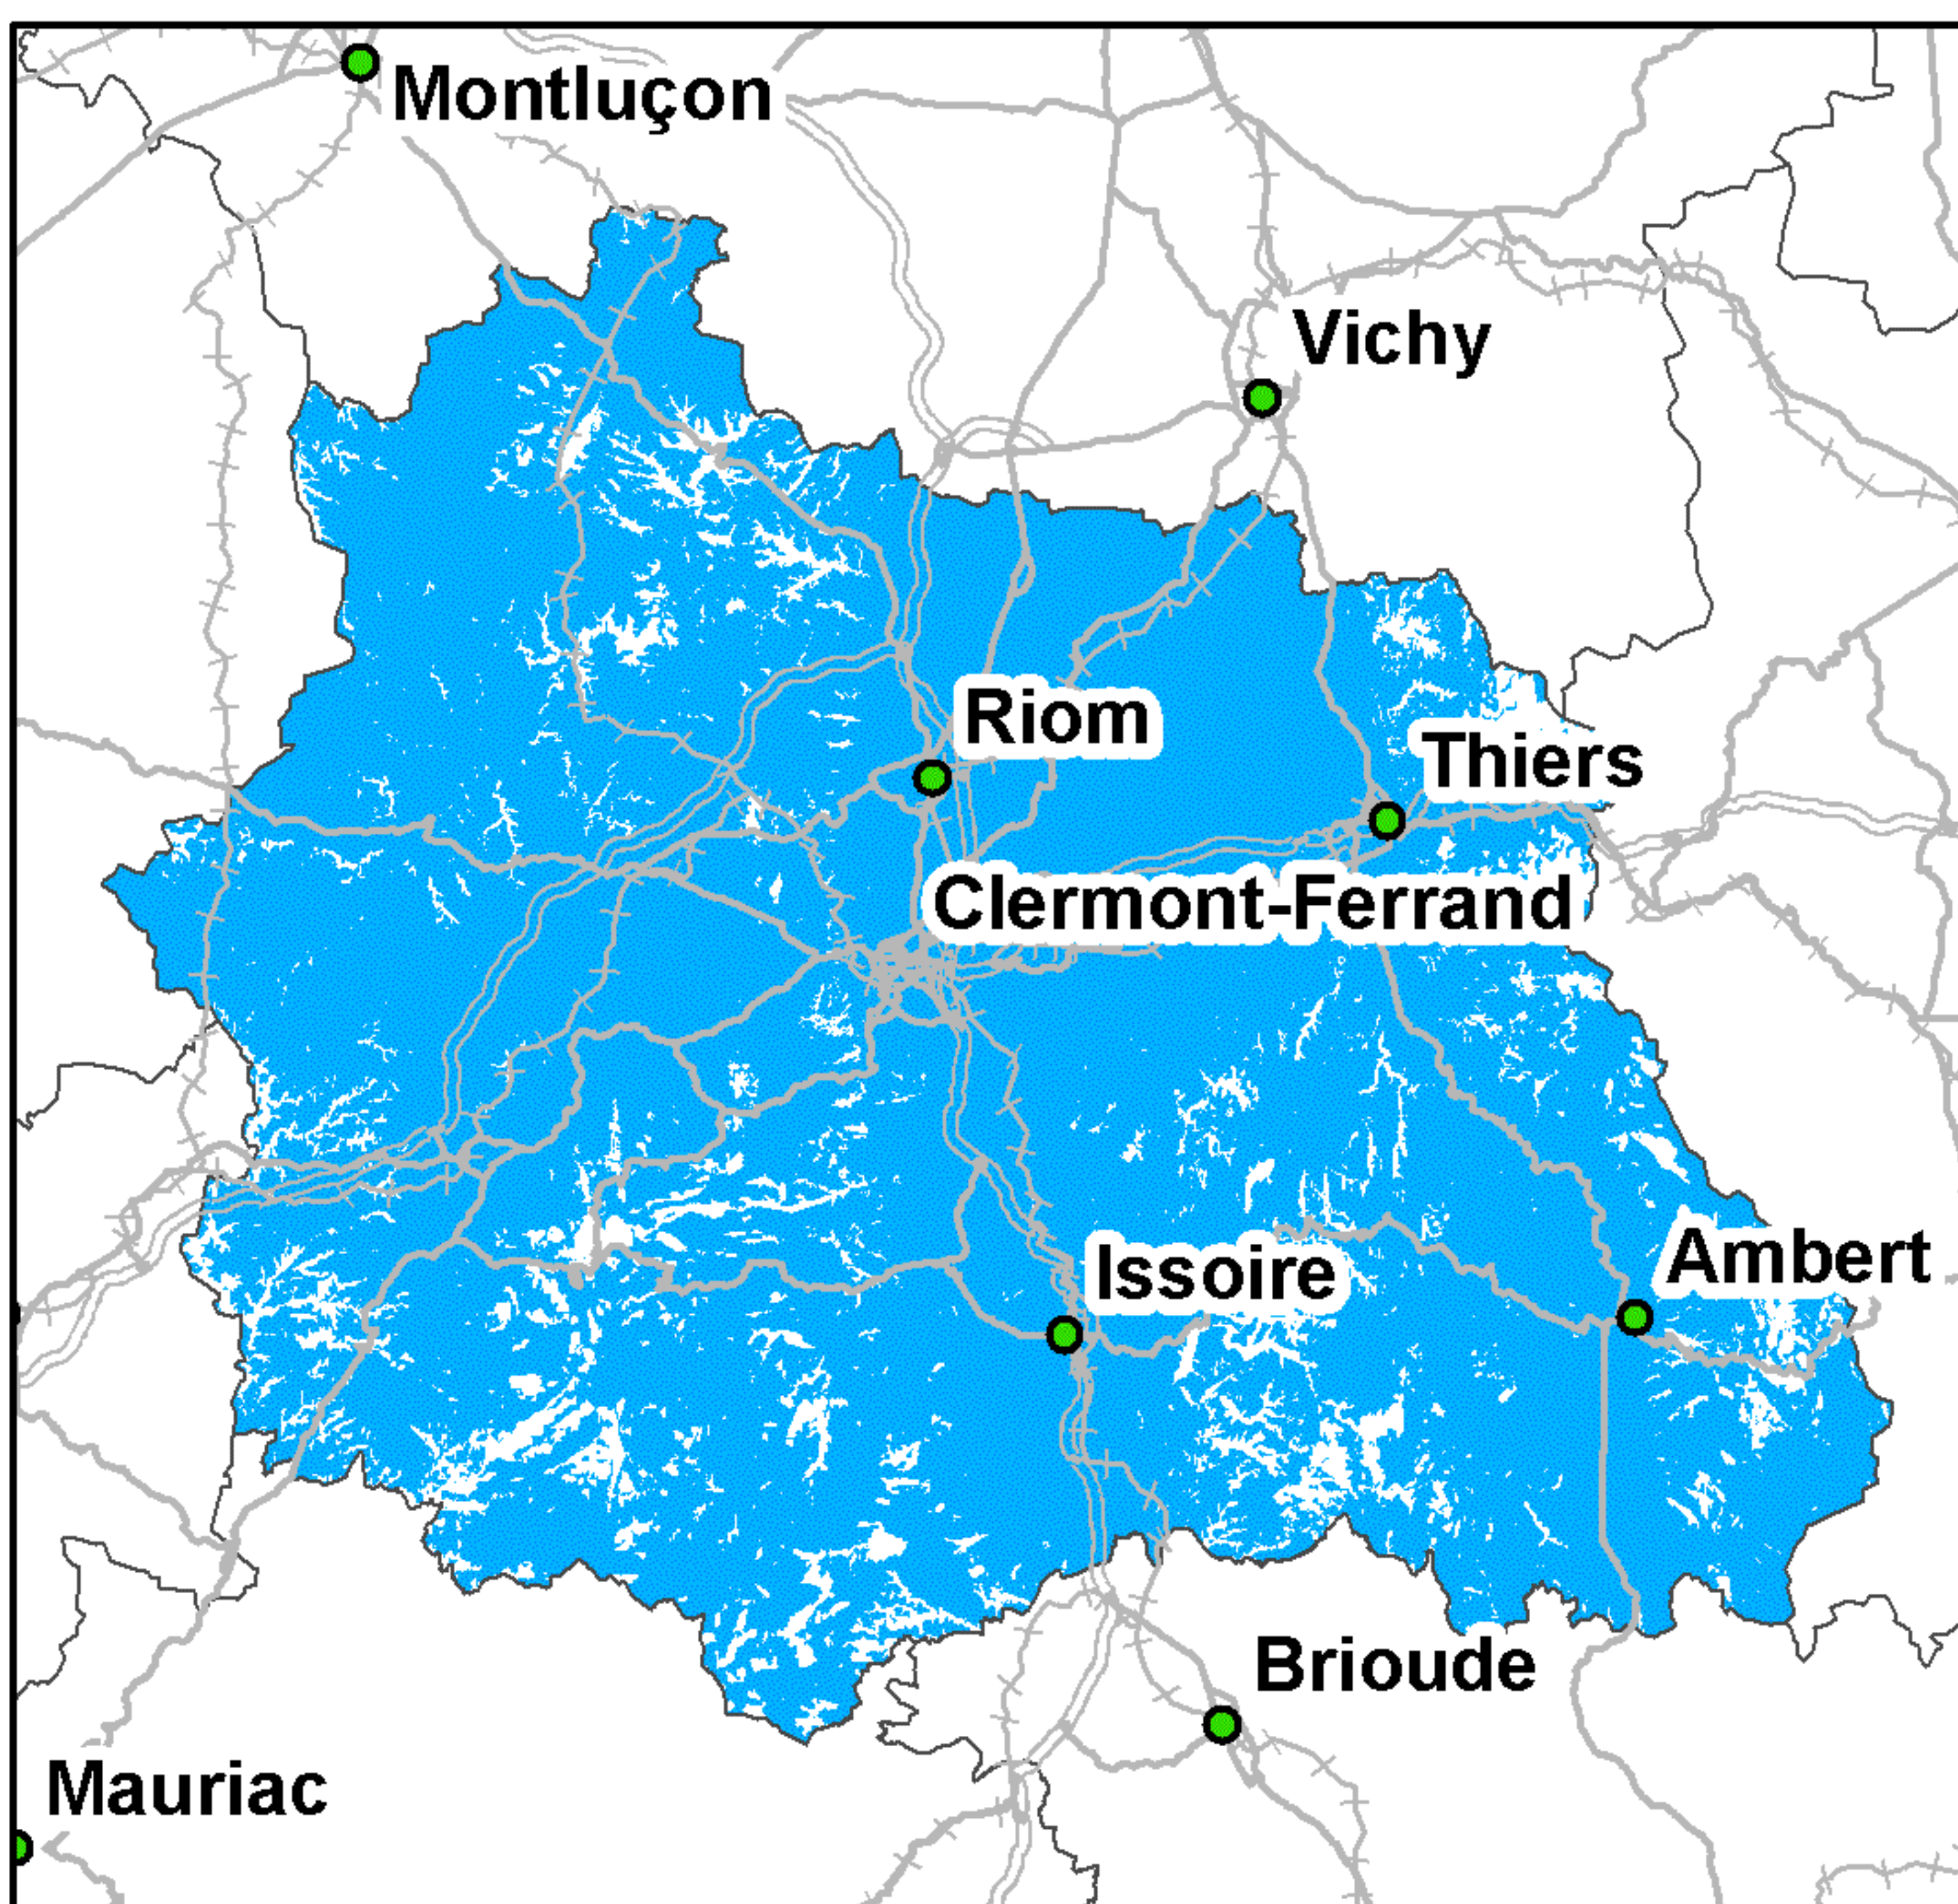 Montluçon
Vichy
Riom
Thiers
Clermont-Ferrand
Ambert
Issoire
Brioude
Mauriac